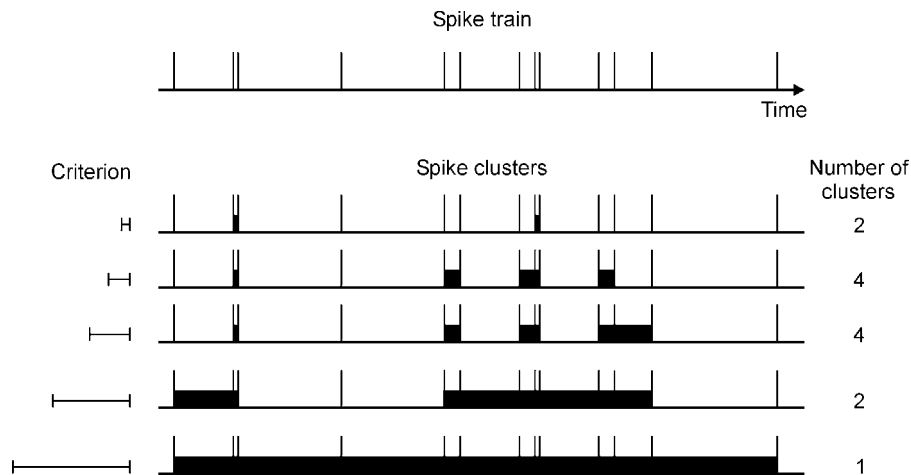 Spike train
Time
Criterion
Spike clusters
Number of
clusters
2
4
4
2
1